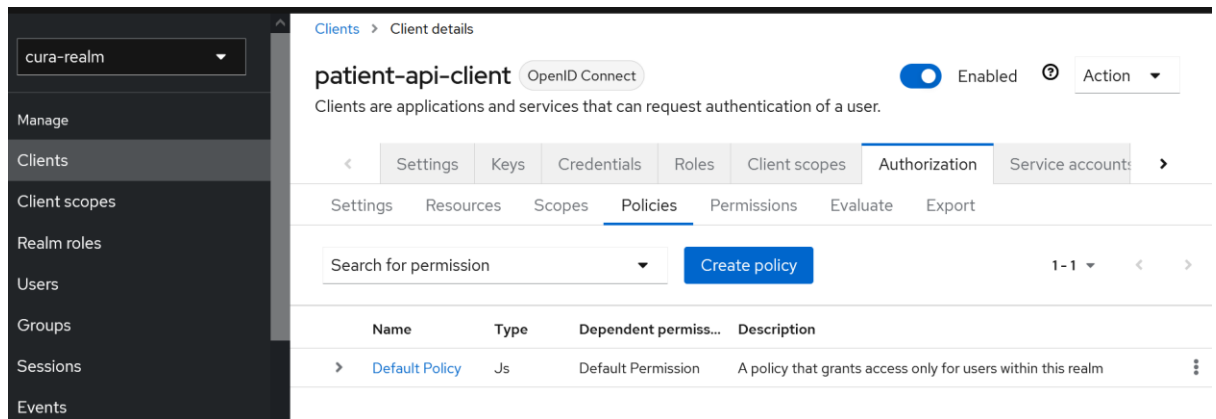 cura-realm
Manage
Clients
Client scopes
Realm roles
Users
Groups
Sessions
Events
Clients > Client details
patient-api-client OpenID Connect
Enabled Action
Clients are applications and services that can request authentication of a user.
Settings Keys Credentials Roles Client scopes Authorization Service accounts
Settings Resources Scopes Policies Permissions Evaluate Export
Search for permission Create policy 1 - 1
Name Type Dependent permiss... Description
Default Policy Js Default Permission A policy that grants access only for users within this realm